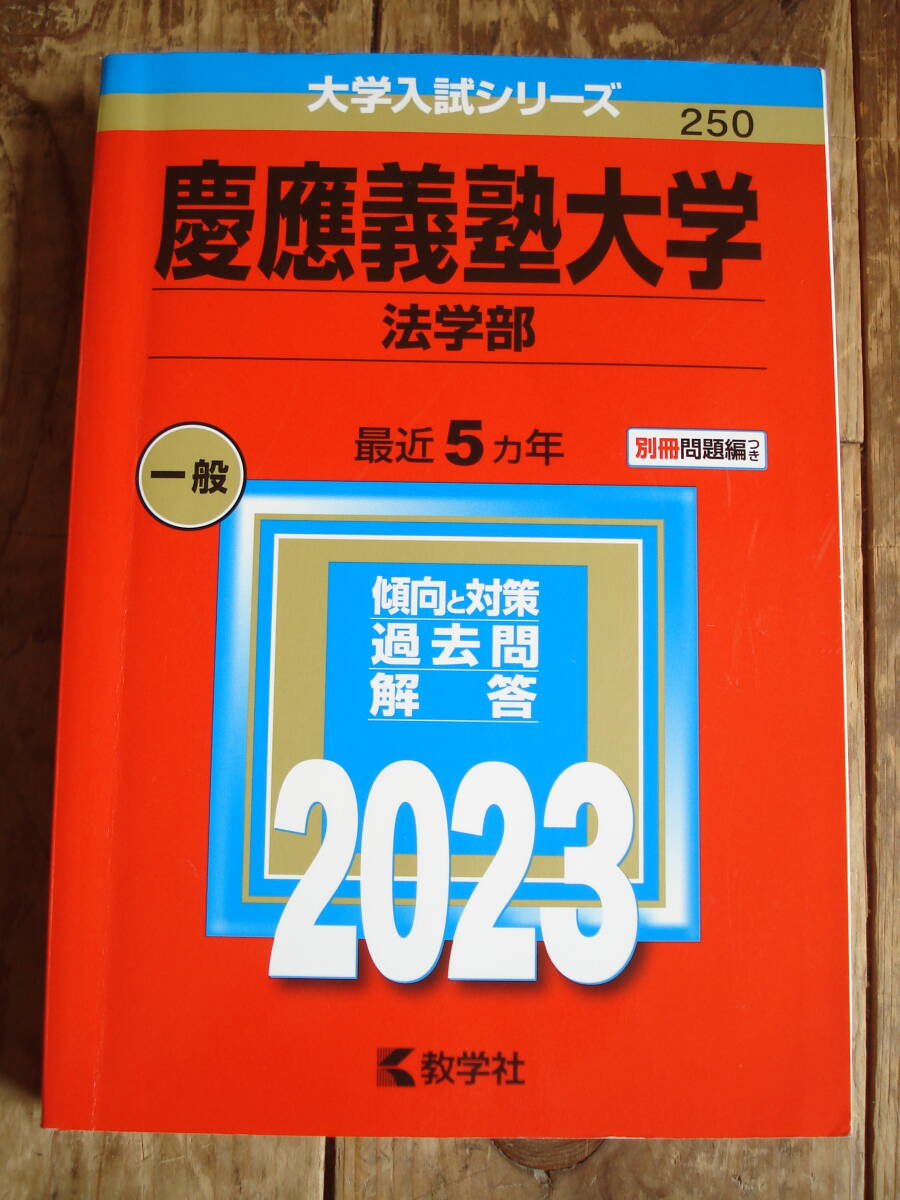 大学入試シリーズ
250
慶應義塾大学
法学部
最近5ヵ年
別冊問題編つき
一般
傾向と対策
過去問
解答
2023
教学社